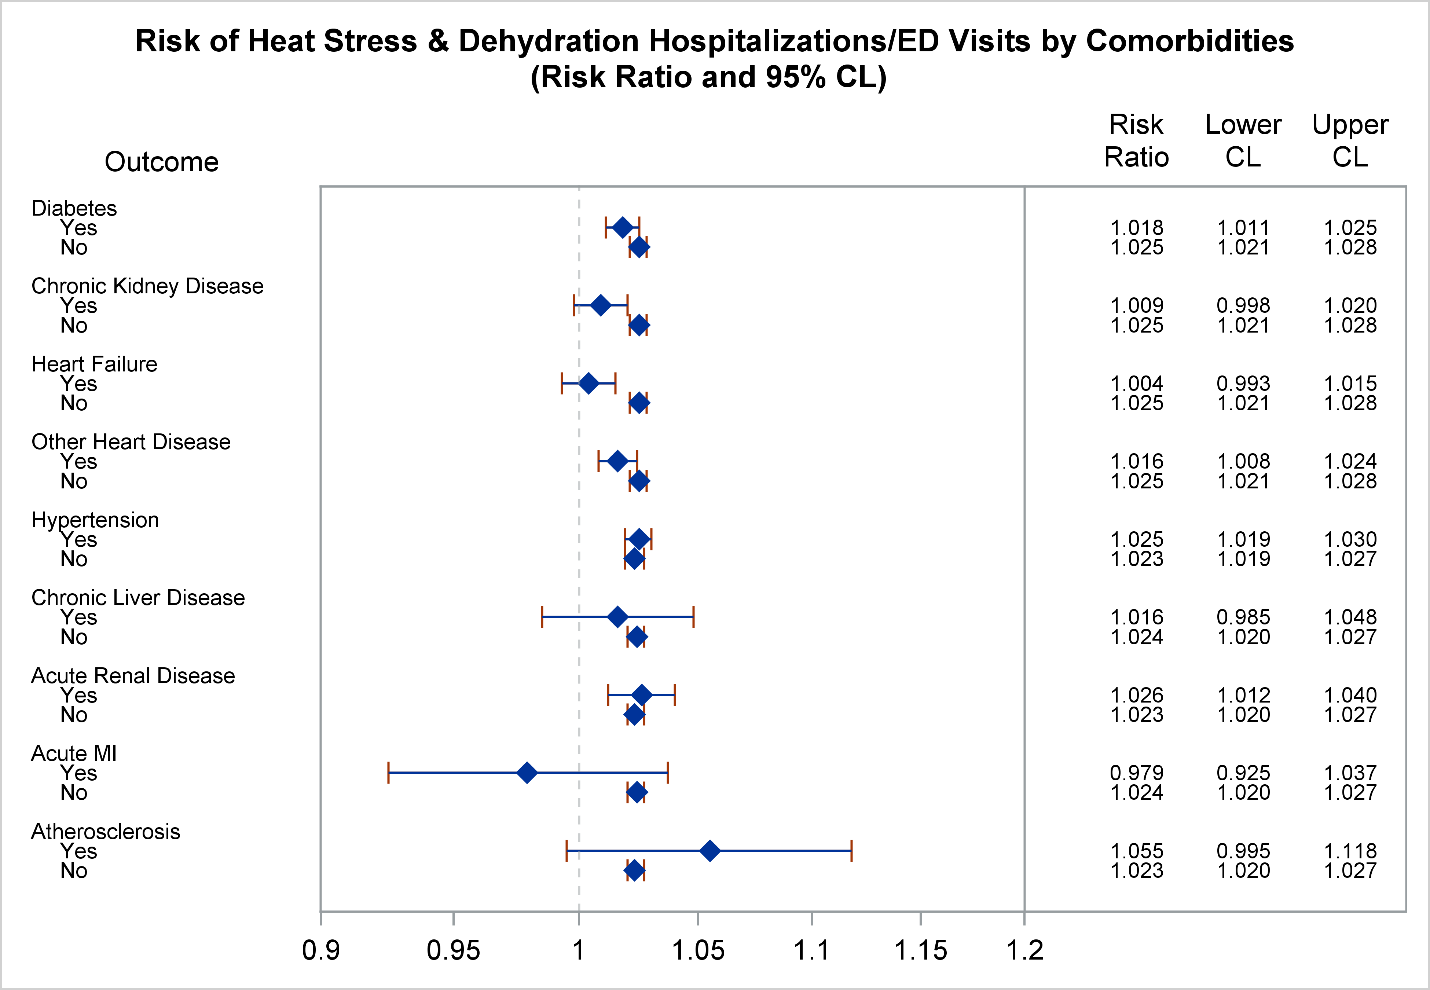 Risk of Heat Stress & Dehydration Hospitalizations/ED Visits by Comorbidities
(Risk Ratio and 95% CL)
Outcome
Risk Ratio
Lower CL
Upper CL
Diabetes
Yes 1.018 1.011 1.025
No 1.025 1.021 1.028
Chronic Kidney Disease
Yes 1.009 0.998 1.020
No 1.025 1.021 1.028
Heart Failure
Yes 1.004 0.993 1.015
No 1.025 1.021 1.028
Other Heart Disease
Yes 1.016 1.008 1.024
No 1.025 1.021 1.028
Hypertension
Yes 1.025 1.019 1.030
No 1.023 1.019 1.027
Chronic Liver Disease
Yes 1.016 0.985 1.048
No 1.024 1.020 1.027
Acute Renal Disease
Yes 1.026 1.012 1.040
No 1.023 1.020 1.027
Acute MI
Yes 0.979 0.925 1.037
No 1.024 1.020 1.027
Atherosclerosis
Yes 1.055 0.995 1.118
No 1.023 1.020 1.027
0.9 0.95 1 1.05 1.1 1.15 1.2